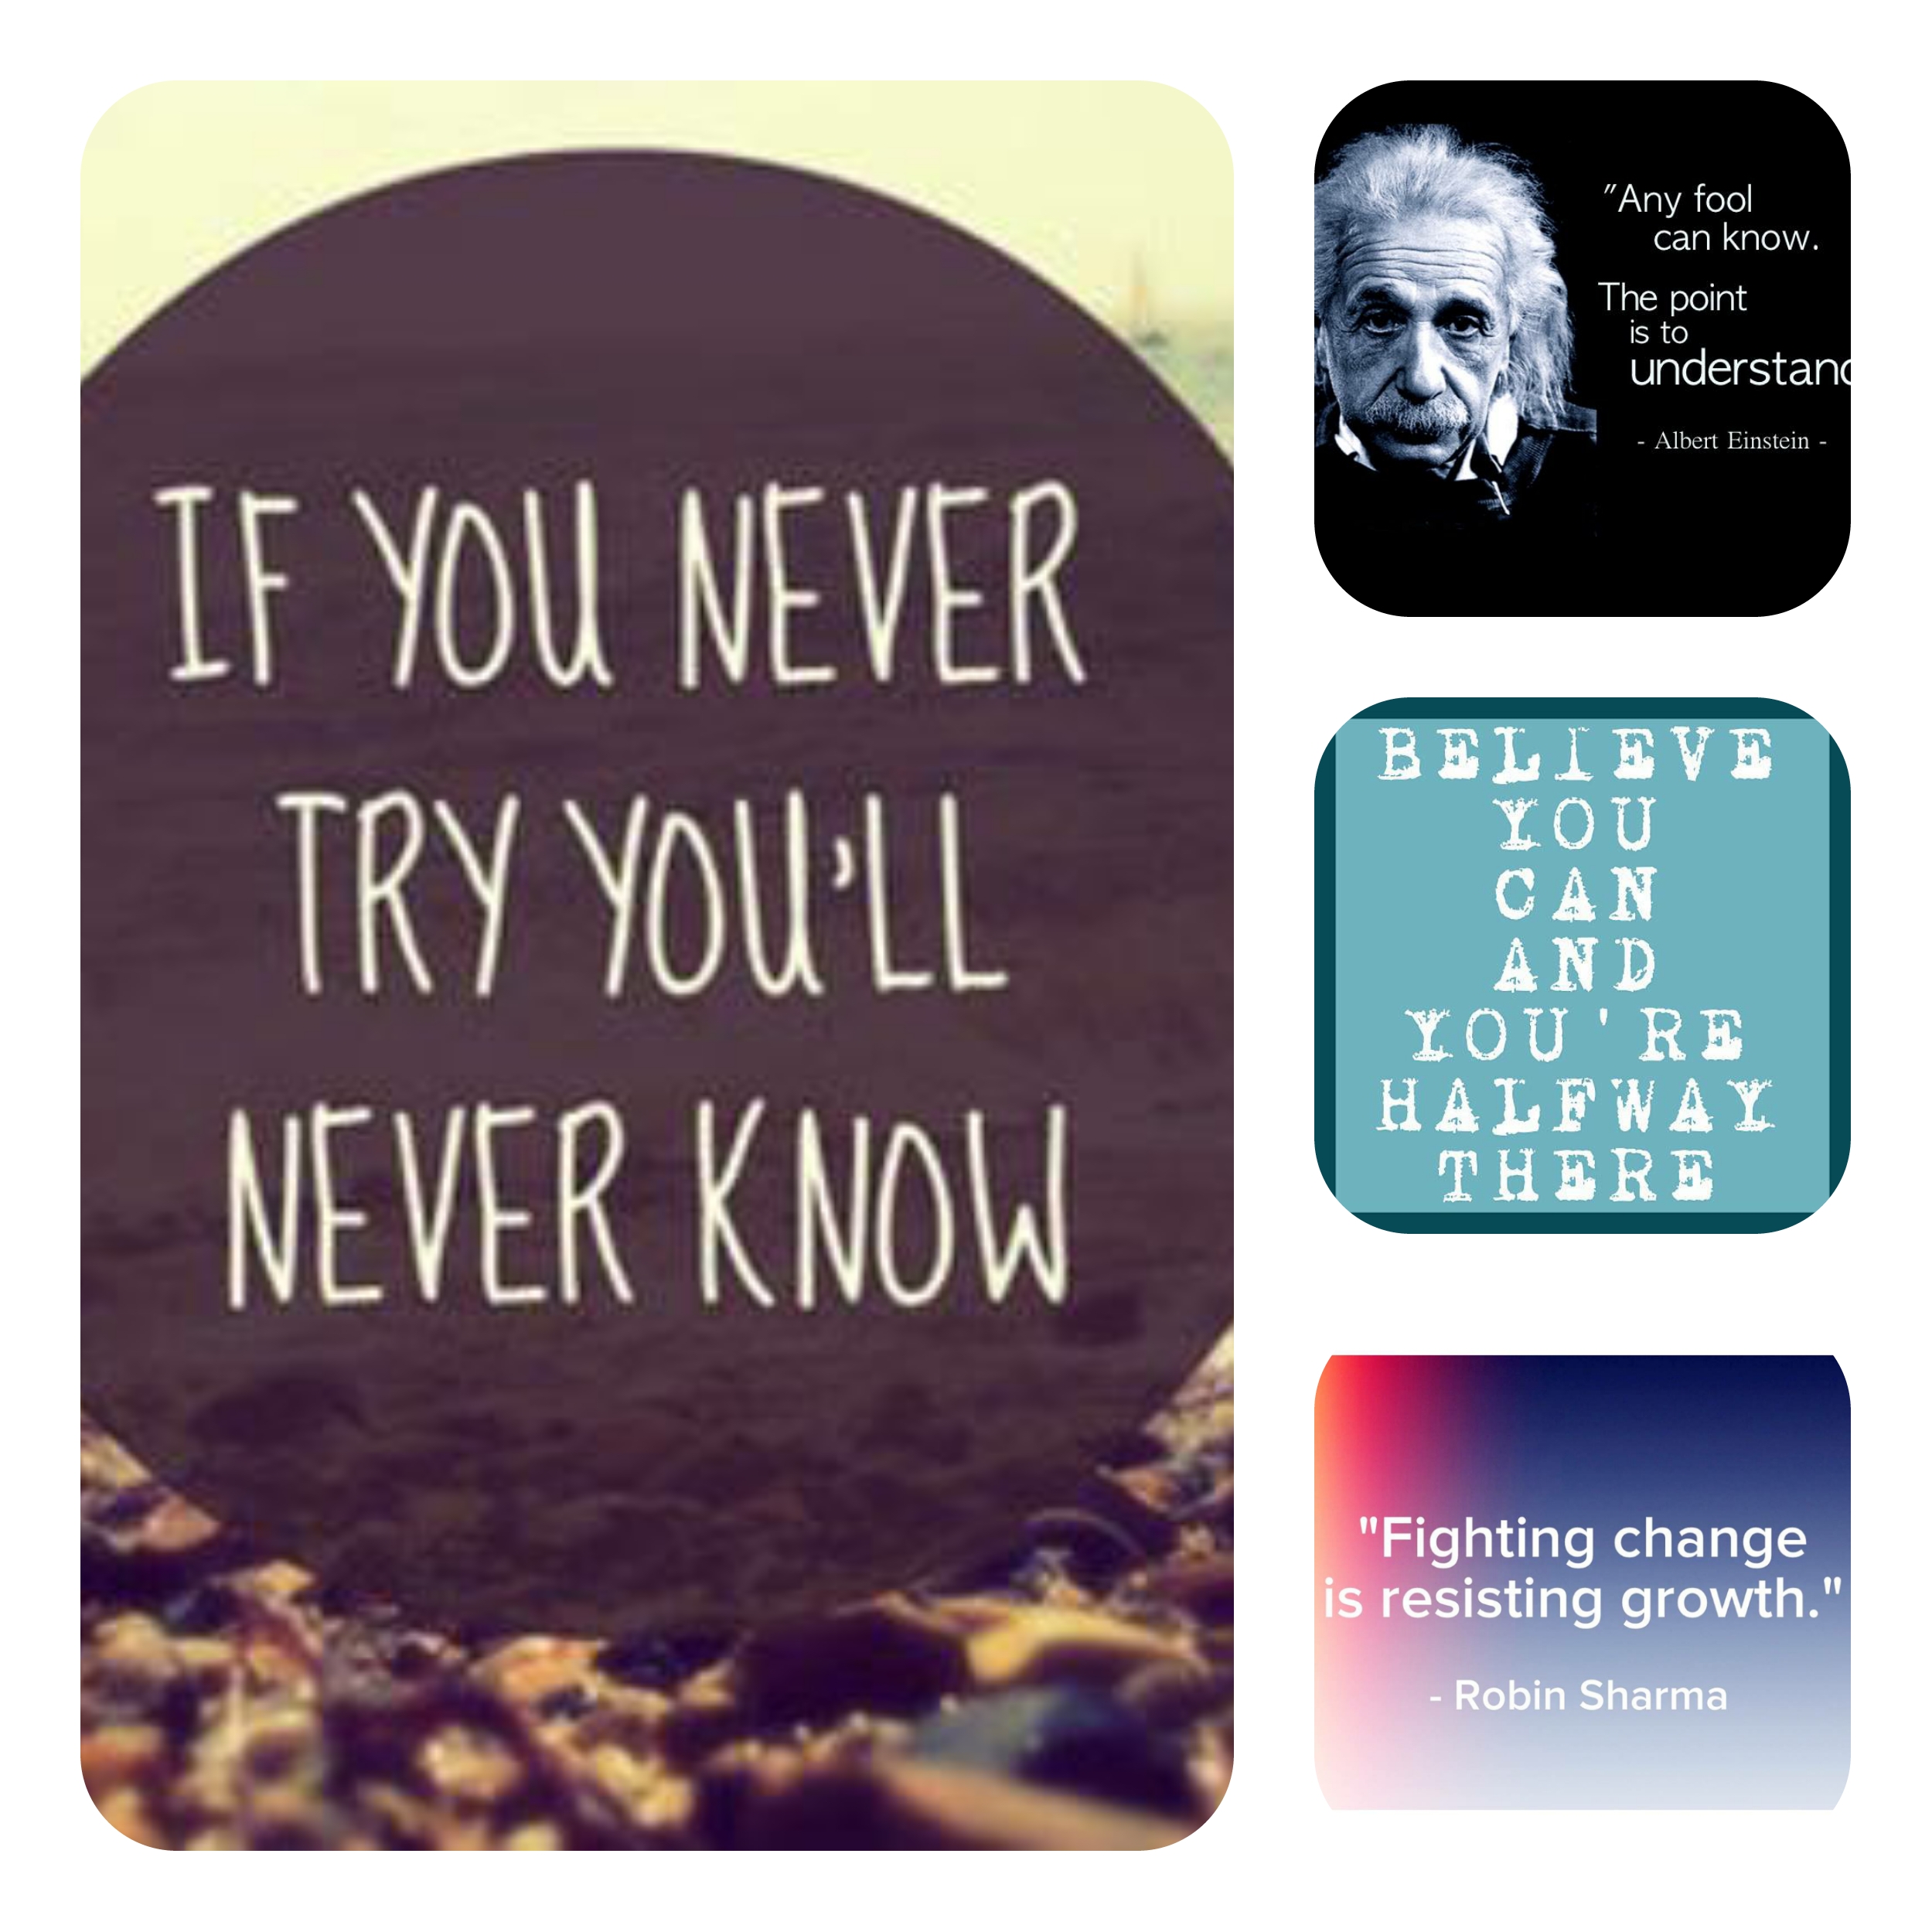 IF YOU NEVER
TRY YOU'LL
NEVER KNOW
"Any fool
can know.
The point
is to
understand
- Albert Einstein -
BELIEVE
YOU
CAN
AND
YOU'RE
HALFWAY
THERE
"Fighting change
is resisting growth."
- Robin Sharma